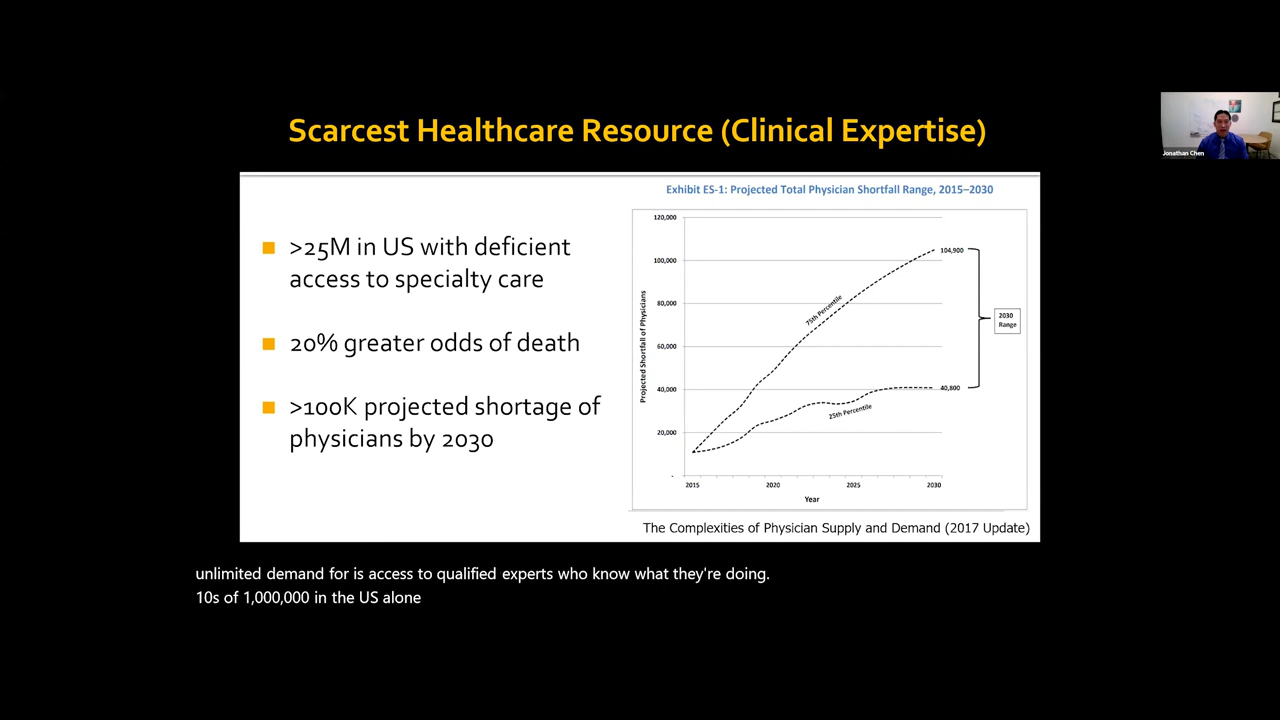 Scarcest Healthcare Resource (Clinical Expertise)
Jonathan Chen
>25M in US with deficient
access to specialty care
20% greater odds of death
>100K projected shortage of
physicians by 2030
Exhibit ES-1: Projected Total Physician Shortfall Range, 2015–2030
Projected Shortfall of Physicians
120,000
100,000
80,000
60,000
40,000
20,000
-
75th Percentile
25th Percentile
104,900
40,800
2030
Range
2015
2020
2025
2030
Year
The Complexities of Physician Supply and Demand (2017 Update)
unlimited demand for is access to qualified experts who know what they're doing.
10s of 1,000,000 in the US alone